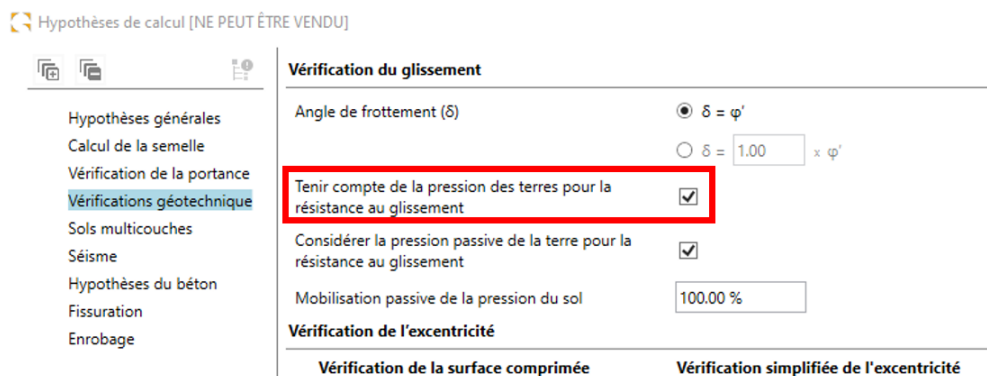 Hypothèses de calcul [NE PEUT ÊTRE VENDU]
Hypothèses générales
Calcul de la semelle
Vérification de la portance
Vérifications géotechnique
Sols multicouches
Séisme
Hypothèses du béton
Fissuration
Enrobage
Vérification du glissement
Angle de frottement (δ)
δ = φ'
δ = 1.00 x φ'
Tenir compte de la pression des terres pour la
résistance au glissement
Considérer la pression passive de la terre pour la
résistance au glissement
Mobilisation passive de la pression du sol
100.00 %
Vérification de l'excentricité
Vérification de la surface comprimée
Vérification simplifiée de l'excentricité